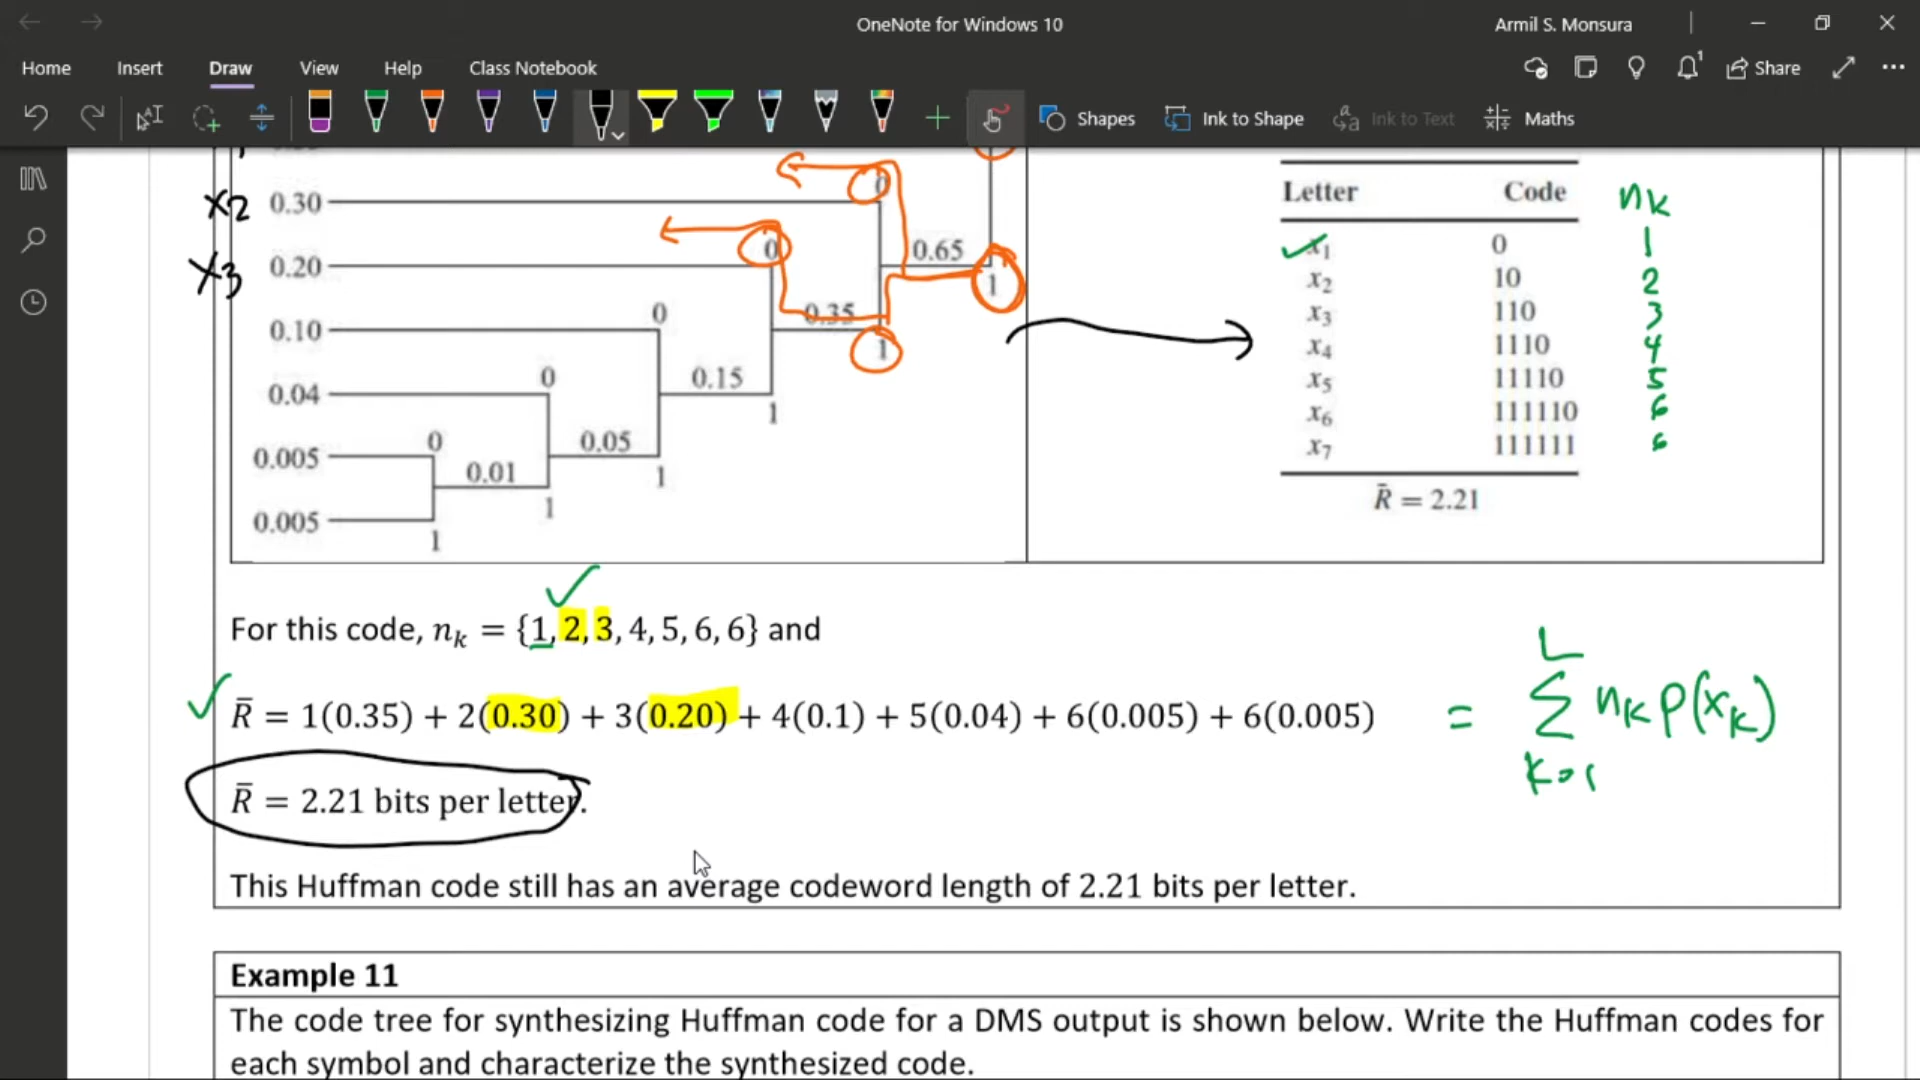 OneNote for Windows 10
Armil S. Monsura
Home Insert Draw View Help Class Notebook
1
Share
Shapes Ink to Shape Ink to Text Maths
x2 0.30
0
x3 0.20
0
0.65
1
0.10
0
0.35
1
0.04
0
0.15
1
0.005
0
0.05
1
0.01
1
0.005
1
Letter Code nk
x₁ 0 1
x₂ 10 2
x₃ 110 3
x₄ 1110 4
x₅ 11110 5
x₆ 111110 6
x₇ 111111 6
R̄ = 2.21
For this code, nₖ = {1, 2, 3, 4, 5, 6, 6} and
R̄ = 1(0.35) + 2(0.30) + 3(0.20) + 4(0.1) + 5(0.04) + 6(0.005) + 6(0.005)
L
= Σ nₖ P(xₖ)
k=1
R̄ = 2.21 bits per letter.
This Huffman code still has an average codeword length of 2.21 bits per letter.
Example 11
The code tree for synthesizing Huffman code for a DMS output is shown below. Write the Huffman codes for
each symbol and characterize the synthesized code.